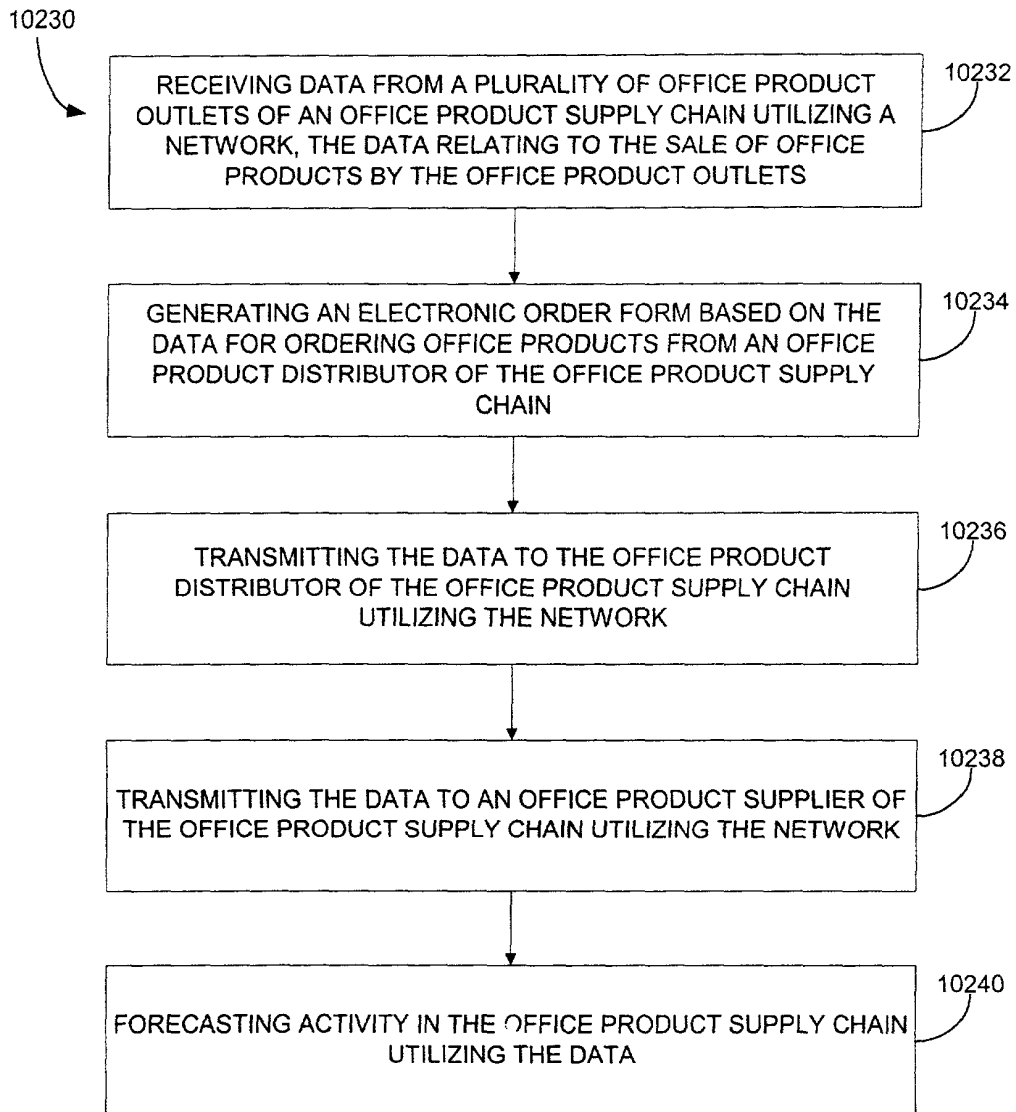 10230
10232
RECEIVING DATA FROM A PLURALITY OF OFFICE PRODUCT
OUTLETS OF AN OFFICE PRODUCT SUPPLY CHAIN UTILIZING A
NETWORK, THE DATA RELATING TO THE SALE OF OFFICE
PRODUCTS BY THE OFFICE PRODUCT OUTLETS
10234
GENERATING AN ELECTRONIC ORDER FORM BASED ON THE
DATA FOR ORDERING OFFICE PRODUCTS FROM AN OFFICE
PRODUCT DISTRIBUTOR OF THE OFFICE PRODUCT SUPPLY
CHAIN
10236
TRANSMITTING THE DATA TO THE OFFICE PRODUCT
DISTRIBUTOR OF THE OFFICE PRODUCT SUPPLY CHAIN
UTILIZING THE NETWORK
10238
TRANSMITTING THE DATA TO AN OFFICE PRODUCT SUPPLIER OF
THE OFFICE PRODUCT SUPPLY CHAIN UTILIZING THE NETWORK
10240
FORECASTING ACTIVITY IN THE OFFICE PRODUCT SUPPLY CHAIN
UTILIZING THE DATA